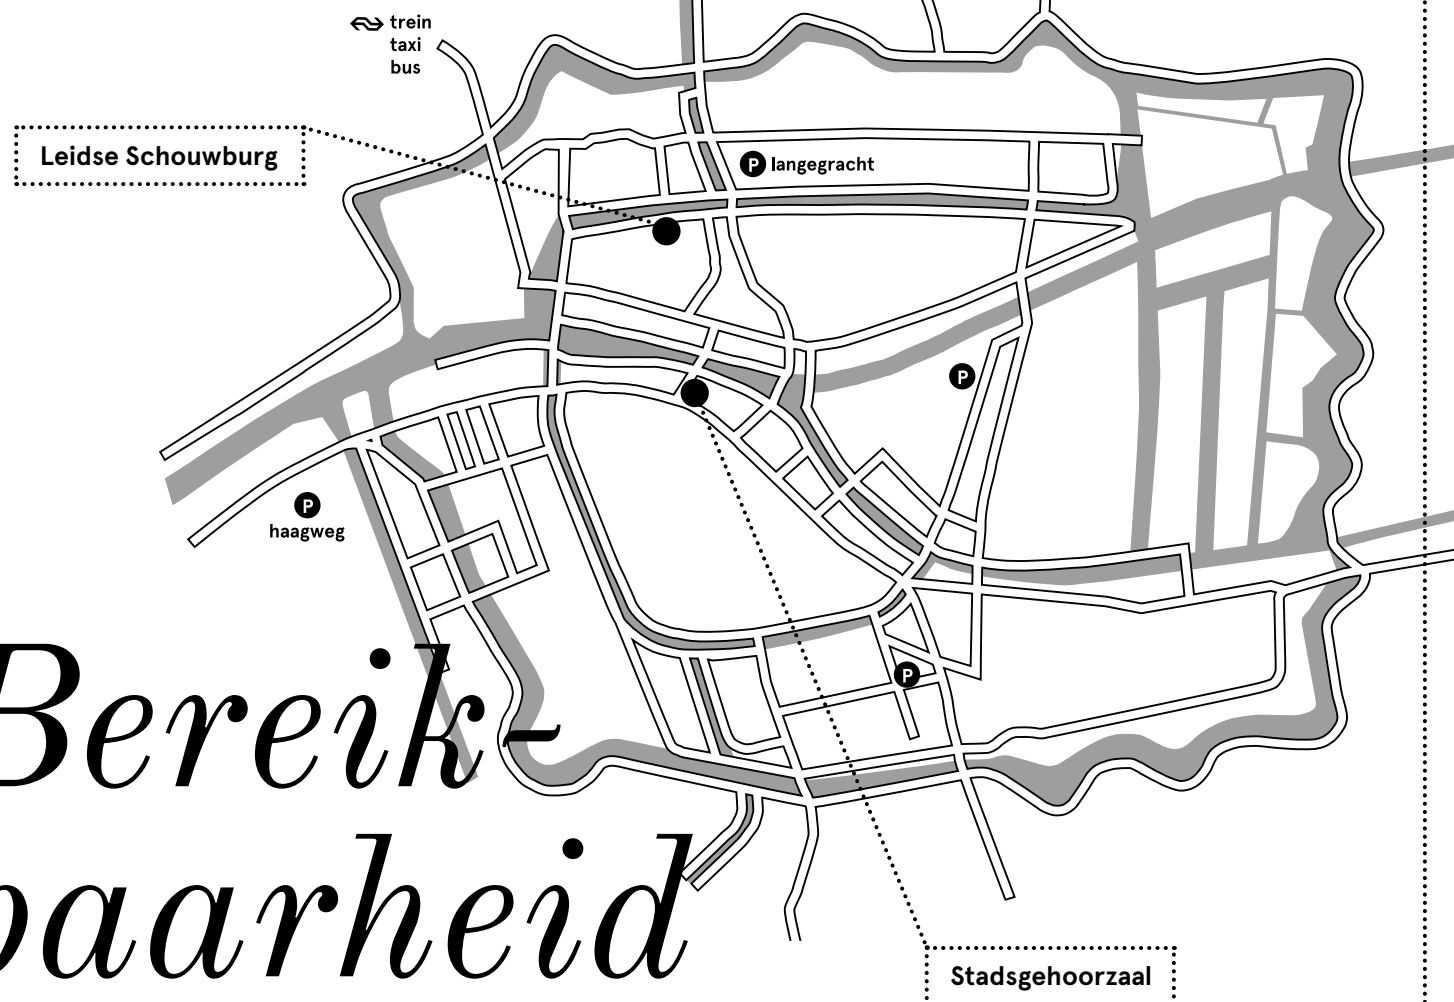 trein
taxi
bus
Leidse Schouwburg
P langegracht
P
P
haagweg
P
Bereik-
baarheid
Stadsgehoorzaal